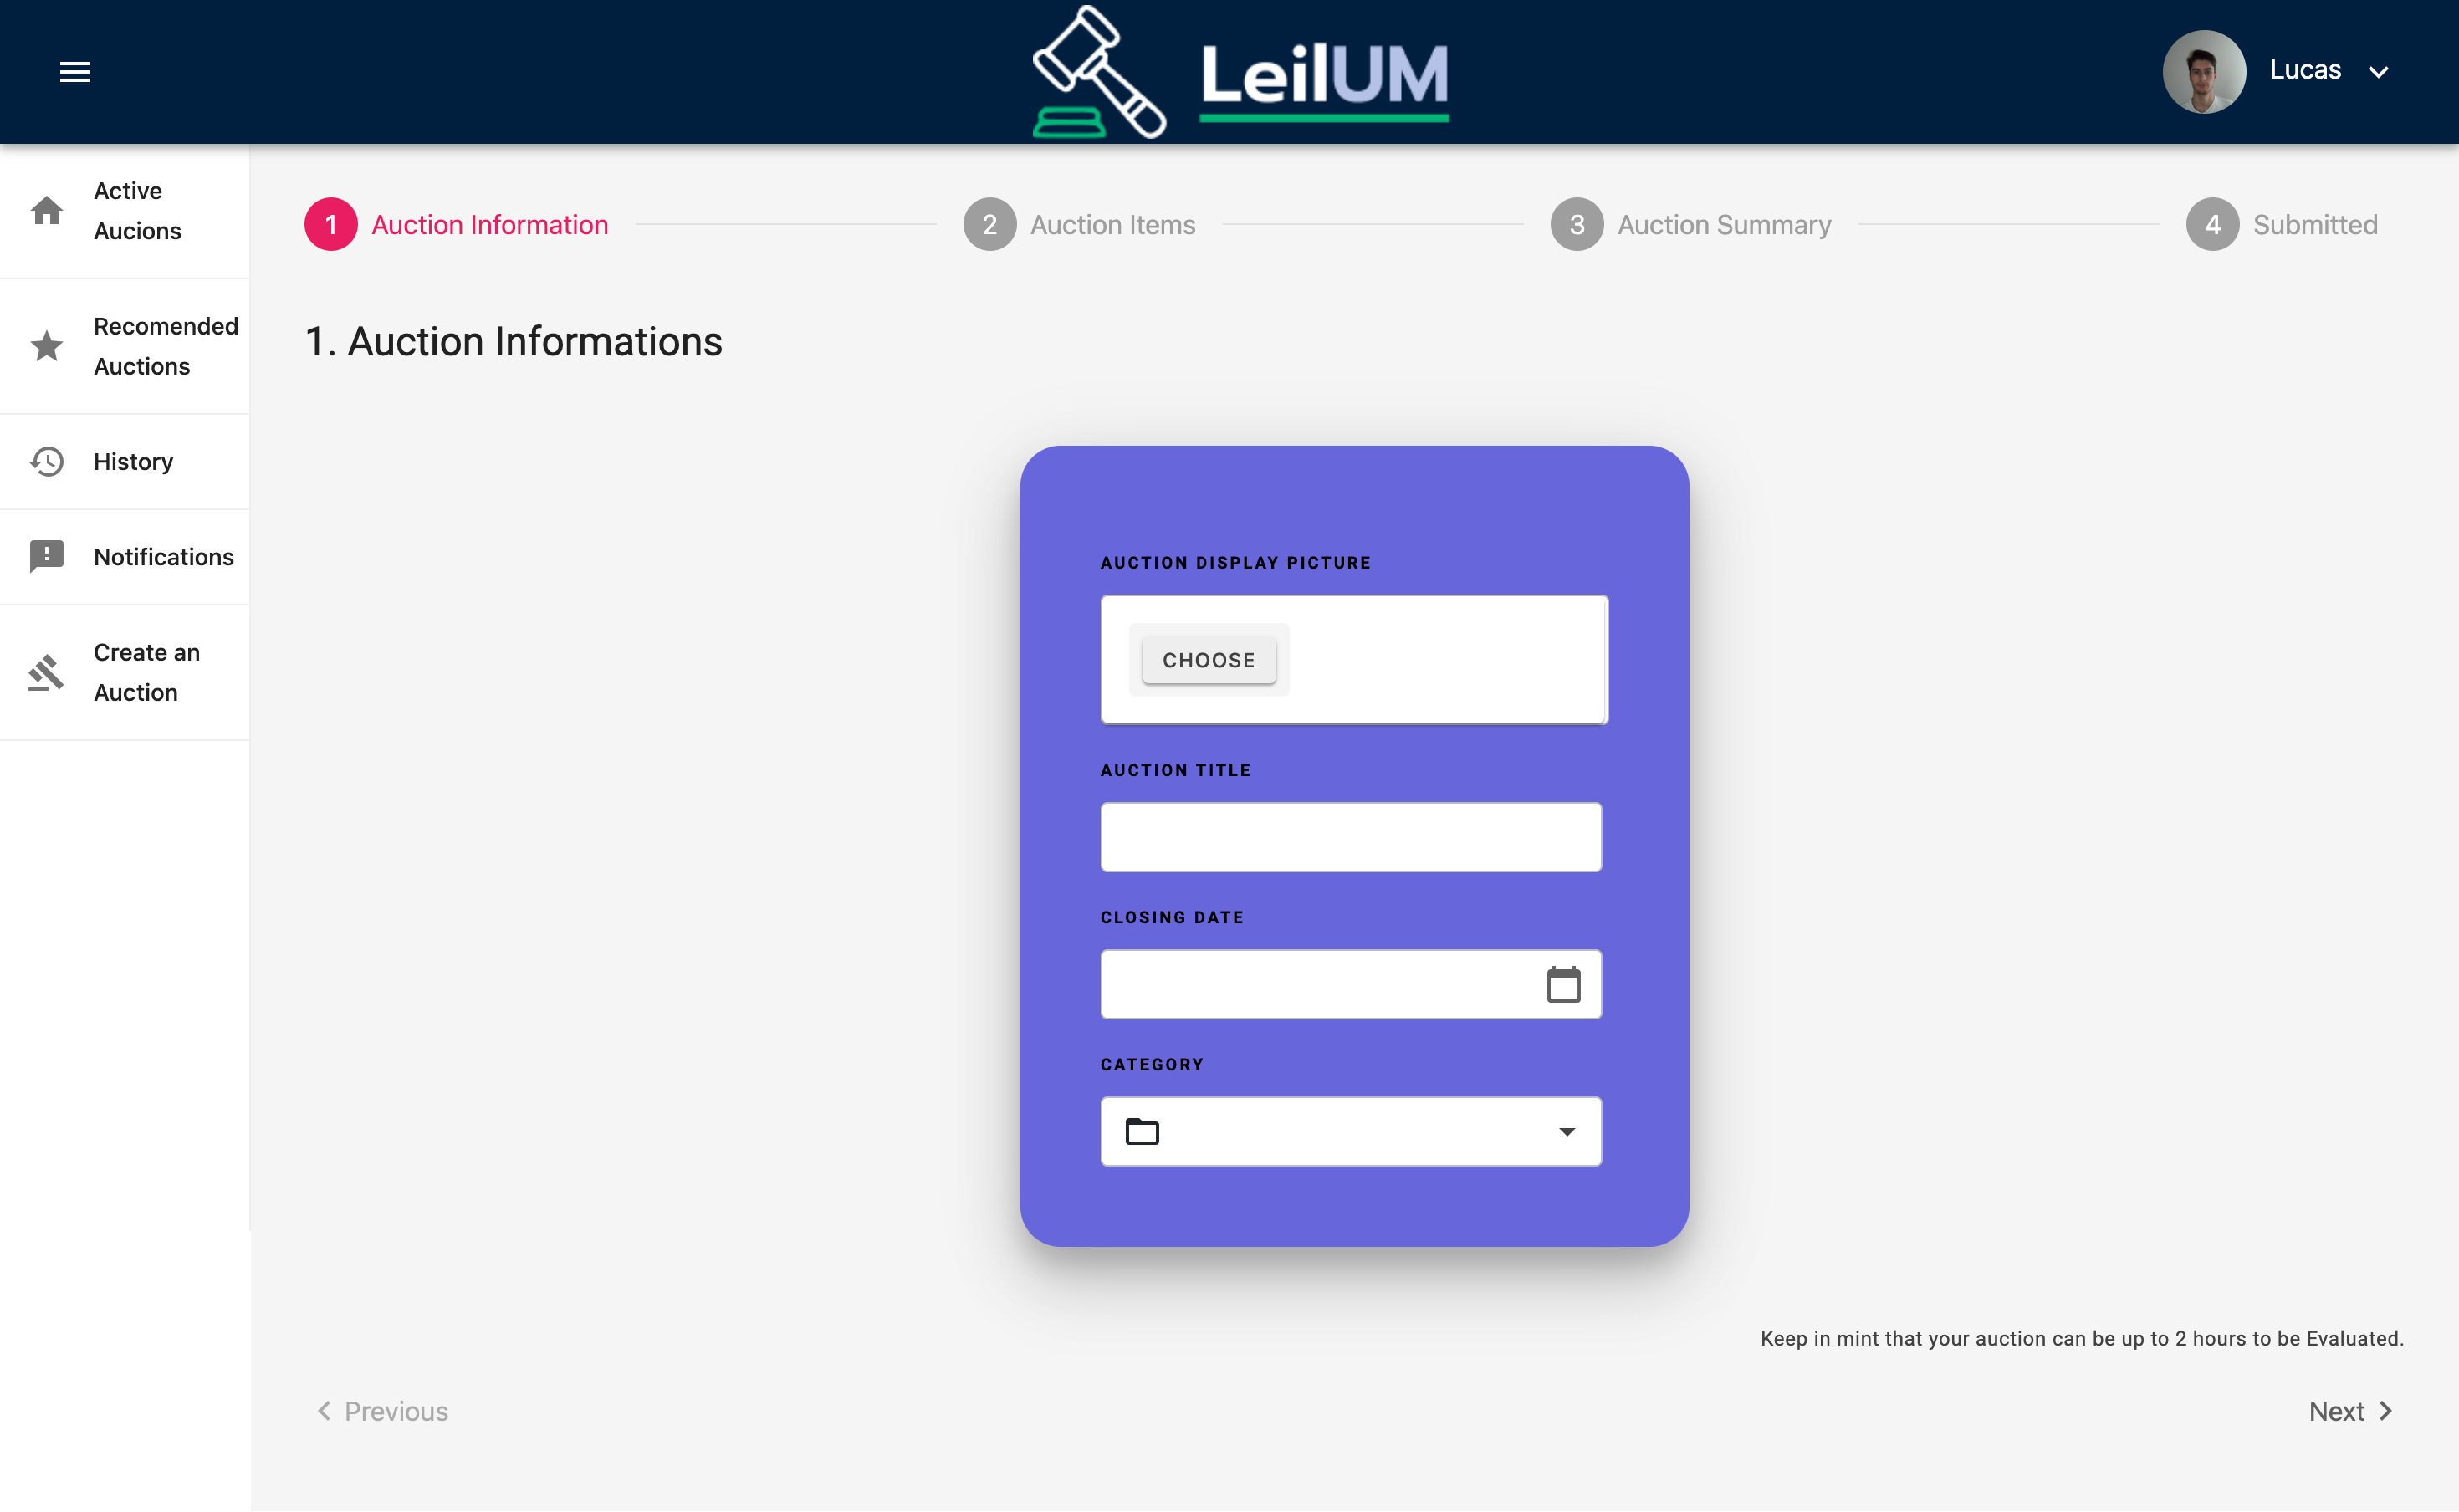 LeilUM
Lucas
Active
Aucions
Recomended
Auctions
History
Notifications
Create an
Auction
1 Auction Information
2 Auction Items
3 Auction Summary
4 Submitted
1. Auction Informations
AUCTION DISPLAY PICTURE
CHOOSE
AUCTION TITLE
CLOSING DATE
CATEGORY
Keep in mint that your auction can be up to 2 hours to be Evaluated.
Previous
Next